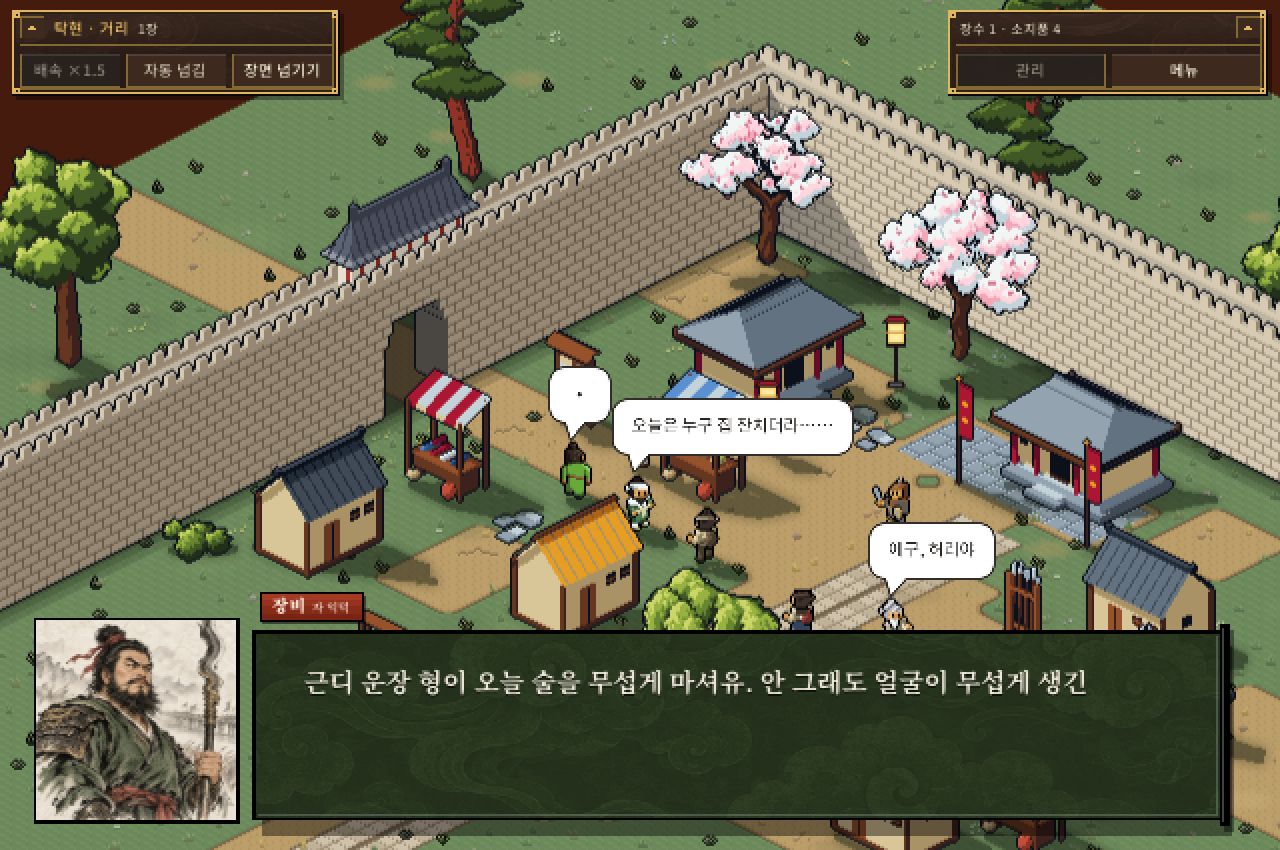 탁현 · 거리 1장
배속 ×1.5 자동 넘김 장면 넘기기
장수 1 · 소지품 4
관리 메뉴
·
오늘은 누구 집 잔치더라……
에구, 허리야
장비 자 익덕
근디 운장 형이 오늘 술을 무섭게 마셔유. 안 그래도 얼굴이 무섭게 생긴